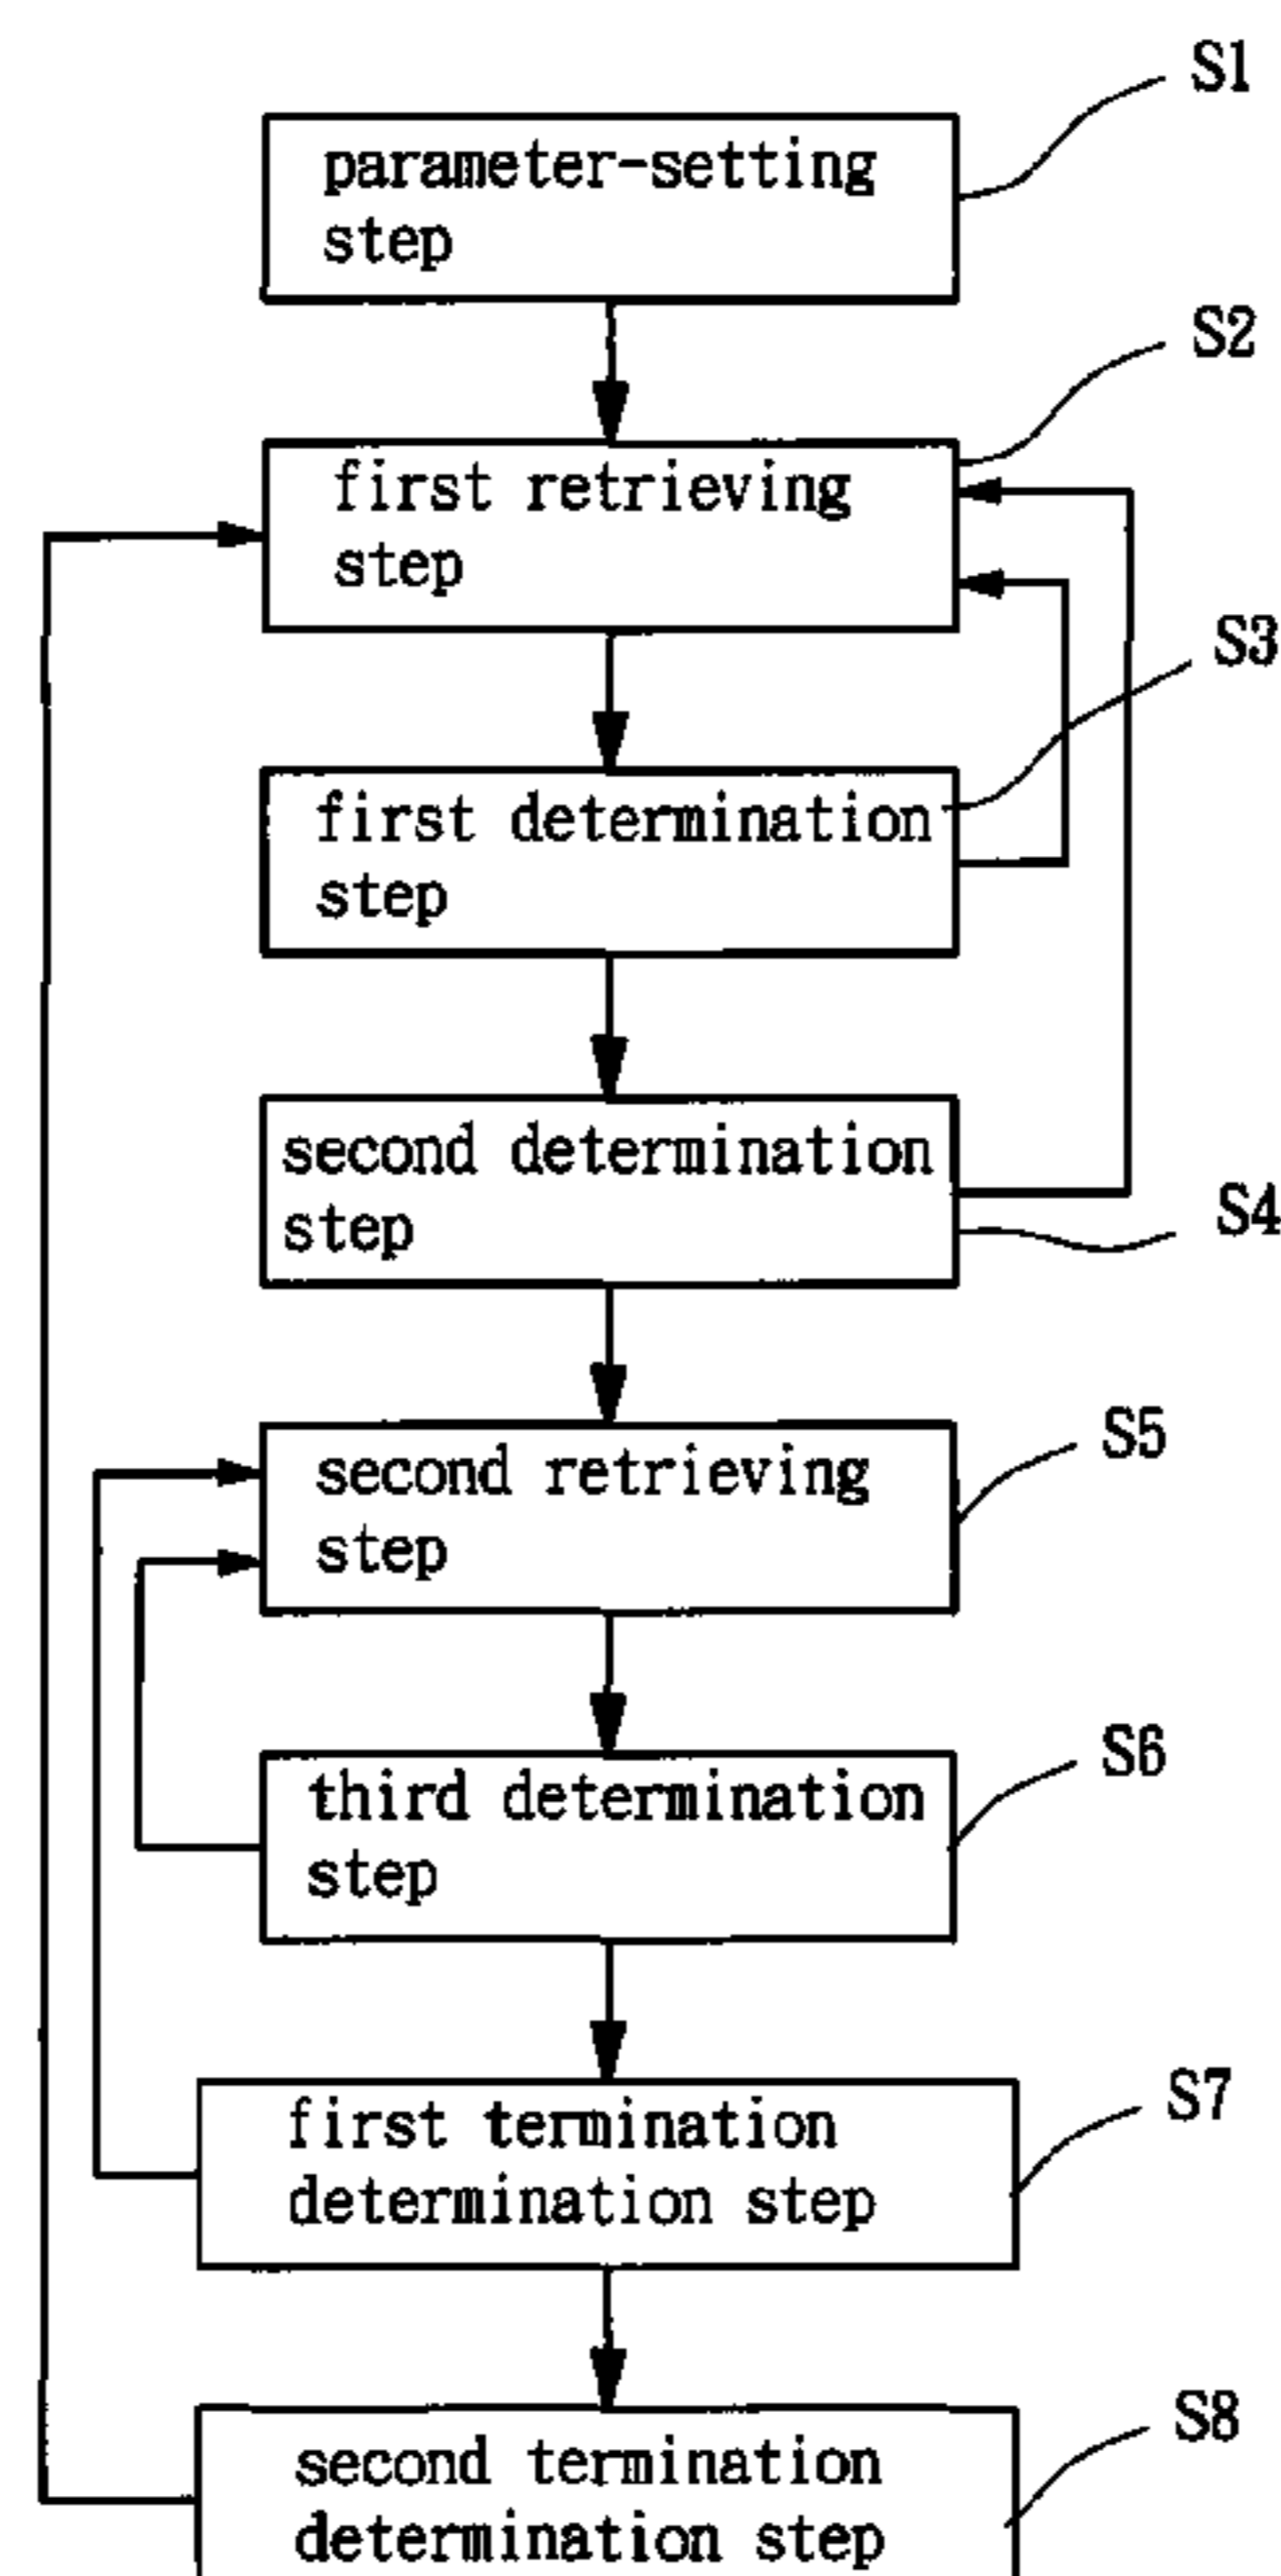 S1
parameter-setting
step
S2
first retrieving
step
S3
first determination
step
second determination
step
S4
S5
second retrieving
step
S6
third determination
step
S7
first termination
determination step
S8
second termination
determination step